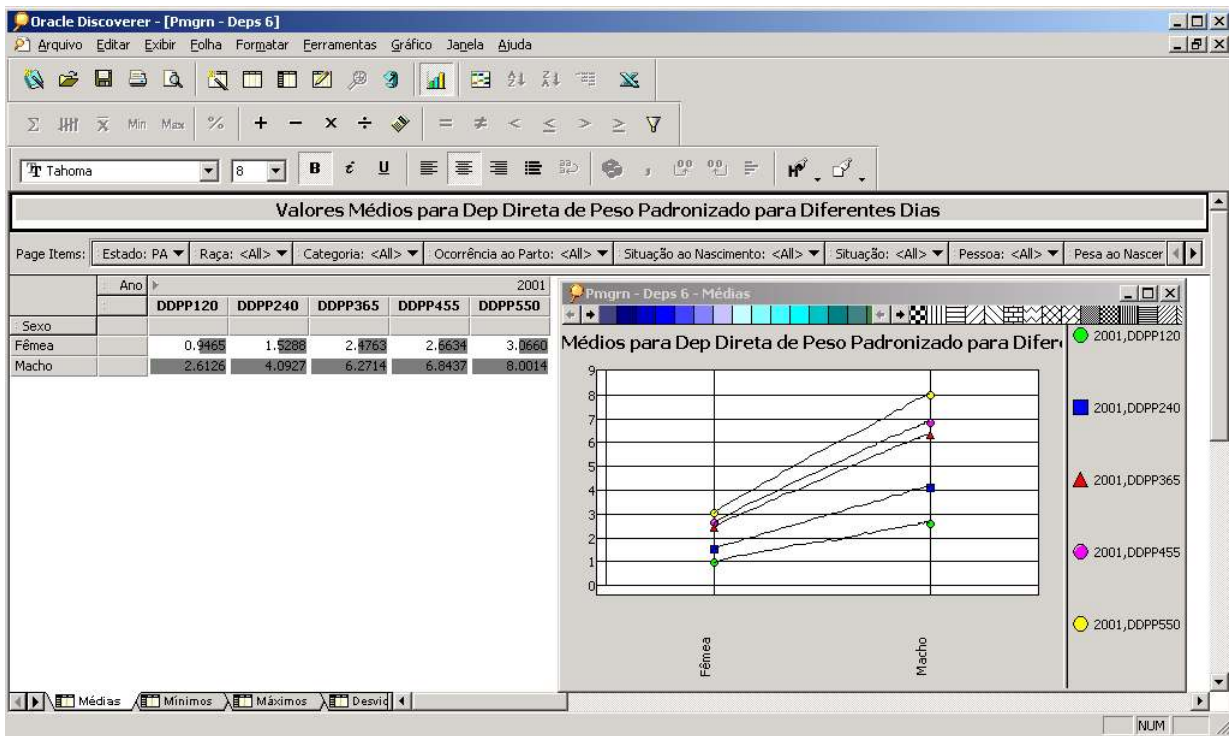 Oracle Discoverer - [Pmgrn - Deps 6]
Arquivo Editar Exibir Folha Formatar Ferramentas Gráfico Janela Ajuda
Σ X Min Max % + - × ÷ = ≠ < ≤ > ≥
Tahoma 8 B i U
Valores Médios para Dep Direta de Peso Padronizado para Diferentes Dias
Page Items: Estado: PA Raça: <All> Categoria: <All> Ocorrência ao Parto: <All> Situação ao Nascimento: <All> Situação: <All> Pessoa: <All> Pesa ao Nascer
Ano 2001
DDPP120 DDPP240 DDPP365 DDPP455 DDPP550
Sexo
Fêmea 0.9465 1.5288 2.4763 2.6634 3.0660
Macho 2.6126 4.0927 6.2714 6.8437 8.0014
Pmgrn - Deps 6 - Médias
Médios para Dep Direta de Peso Padronizado para Difer
9
8
7
6
5
4
3
2
1
0
Fêmea
Macho
2001,DDPP120
2001,DDPP240
2001,DDPP365
2001,DDPP455
2001,DDPP550
Médias Mínimos Máximos Desvio
NUM